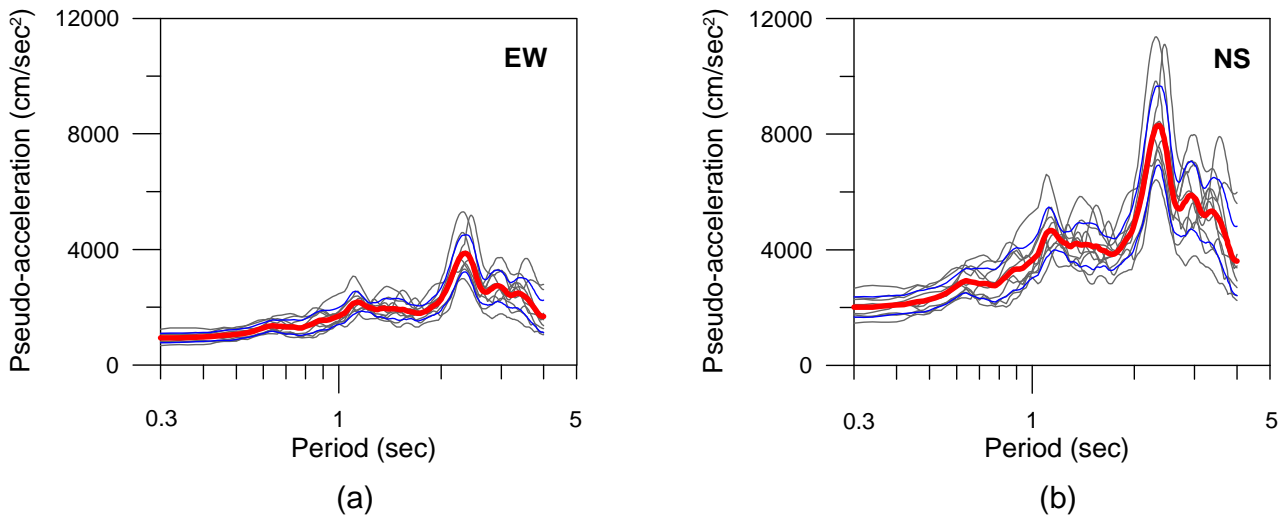 12000
EW
8000
4000
0
Pseudo-acceleration (cm/sec²)
0.3
1
5
Period (sec)
(a)
12000
NS
8000
4000
0
Pseudo-acceleration (cm/sec²)
0.3
1
5
Period (sec)
(b)